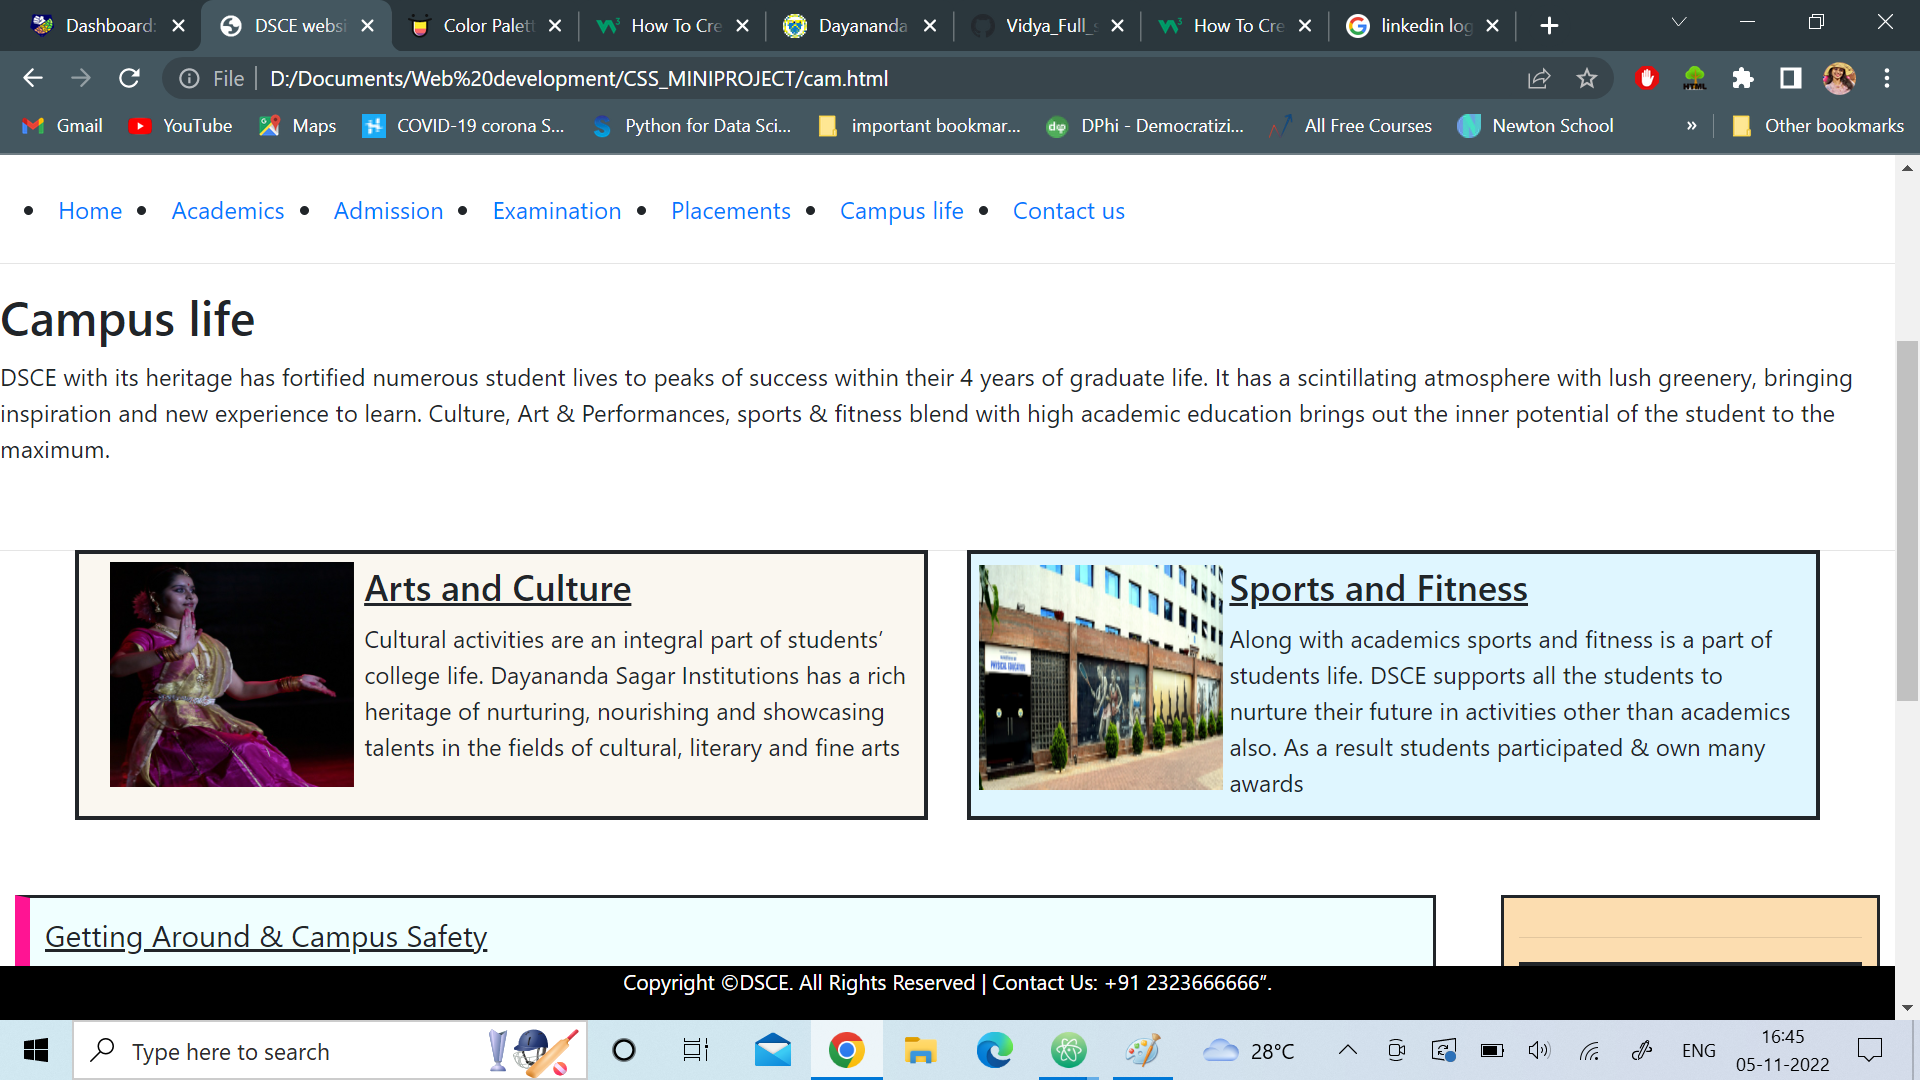 Dashboard: DSCE websi Color Palett How To Cre Dayananda Vidya_Full_s How To Cre linkedin log
File D:/Documents/Web%20development/CSS_MINIPROJECT/cam.html
Gmail YouTube Maps COVID-19 corona S... Python for Data Sci... important bookmar... DPhi - Democratizi... All Free Courses Newton School » Other bookmarks
• Home • Academics • Admission • Examination • Placements • Campus life • Contact us
Campus life
DSCE with its heritage has fortified numerous student lives to peaks of success within their 4 years of graduate life. It has a scintillating atmosphere with lush greenery, bringing
inspiration and new experience to learn. Culture, Art & Performances, sports & fitness blend with high academic education brings out the inner potential of the student to the
maximum.
Arts and Culture
Cultural activities are an integral part of students’
college life. Dayananda Sagar Institutions has a rich
heritage of nurturing, nourishing and showcasing
talents in the fields of cultural, literary and fine arts
PHYSICAL EDUCATION
Sports and Fitness
Along with academics sports and fitness is a part of
students life. DSCE supports all the students to
nurture their future in activities other than academics
also. As a result students participated & own many
awards
Getting Around & Campus Safety
Copyright ©DSCE. All Rights Reserved | Contact Us: +91 2323666666”.
Type here to search
28°C
ENG
16:45
05-11-2022